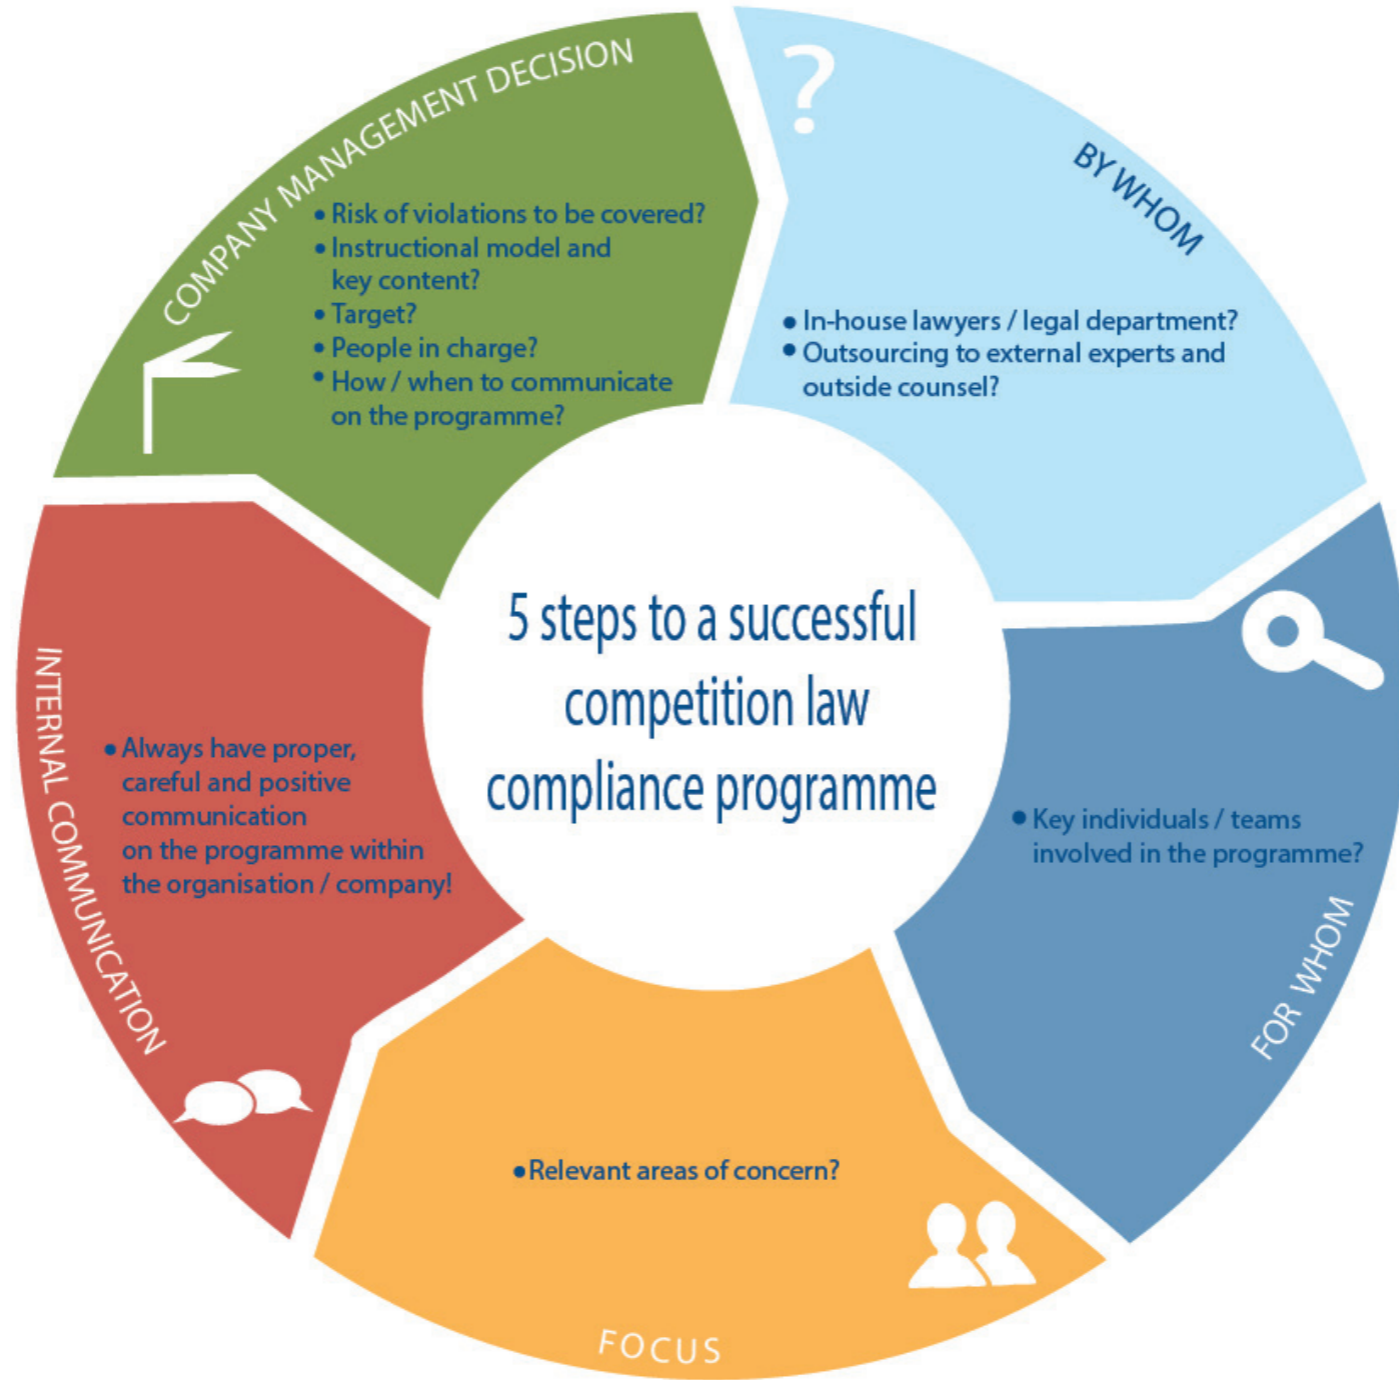 5 steps to a successful
competition law
compliance programme
COMPANY MANAGEMENT DECISION
• Risk of violations to be covered?
• Instructional model and
key content?
• Target?
• People in charge?
• How / when to communicate
on the programme?
?
BY WHOM
• In-house lawyers / legal department?
• Outsourcing to external experts and
outside counsel?
FOR WHOM
• Key individuals / teams
involved in the programme?
FOCUS
• Relevant areas of concern?
INTERNAL COMMUNICATION
• Always have proper,
careful and positive
communication
on the programme within
the organisation / company!